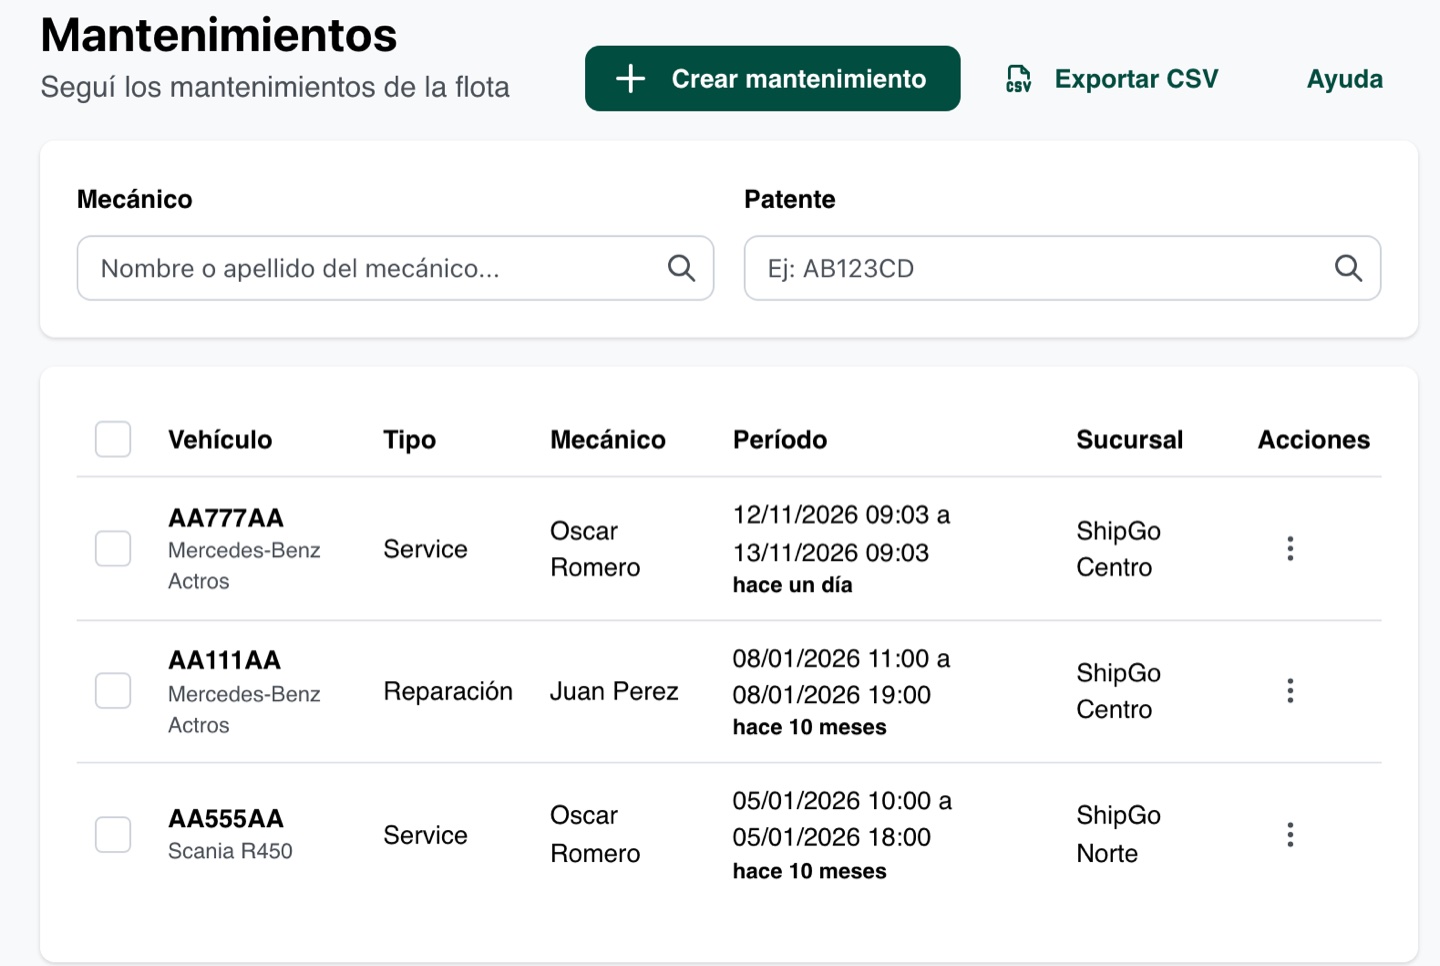 Mantenimientos
Seguí los mantenimientos de la flota
Crear mantenimiento
CSV
Exportar CSV
Ayuda
Mecánico
Patente
Nombre o apellido del mecánico...
Ej: AB123CD
Vehículo Tipo Mecánico Período Sucursal Acciones
AA777AA
Mercedes-Benz
Actros
Service
Oscar
Romero
12/11/2026 09:03 a
13/11/2026 09:03
hace un día
ShipGo
Centro
AA111AA
Mercedes-Benz
Actros
Reparación
Juan Perez
08/01/2026 11:00 a
08/01/2026 19:00
hace 10 meses
ShipGo
Centro
AA555AA
Scania R450
Service
Oscar
Romero
05/01/2026 10:00 a
05/01/2026 18:00
hace 10 meses
ShipGo
Norte